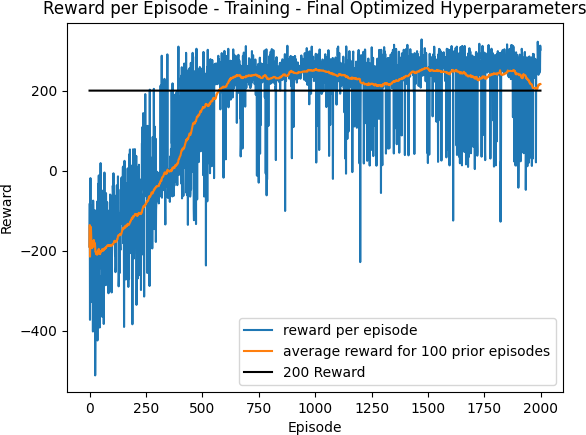 Reward per Episode - Training - Final Optimized Hyperparameters
200
0
−200
−400
Reward
reward per episode
average reward for 100 prior episodes
200 Reward
0 250 500 750 1000 1250 1500 1750 2000
Episode